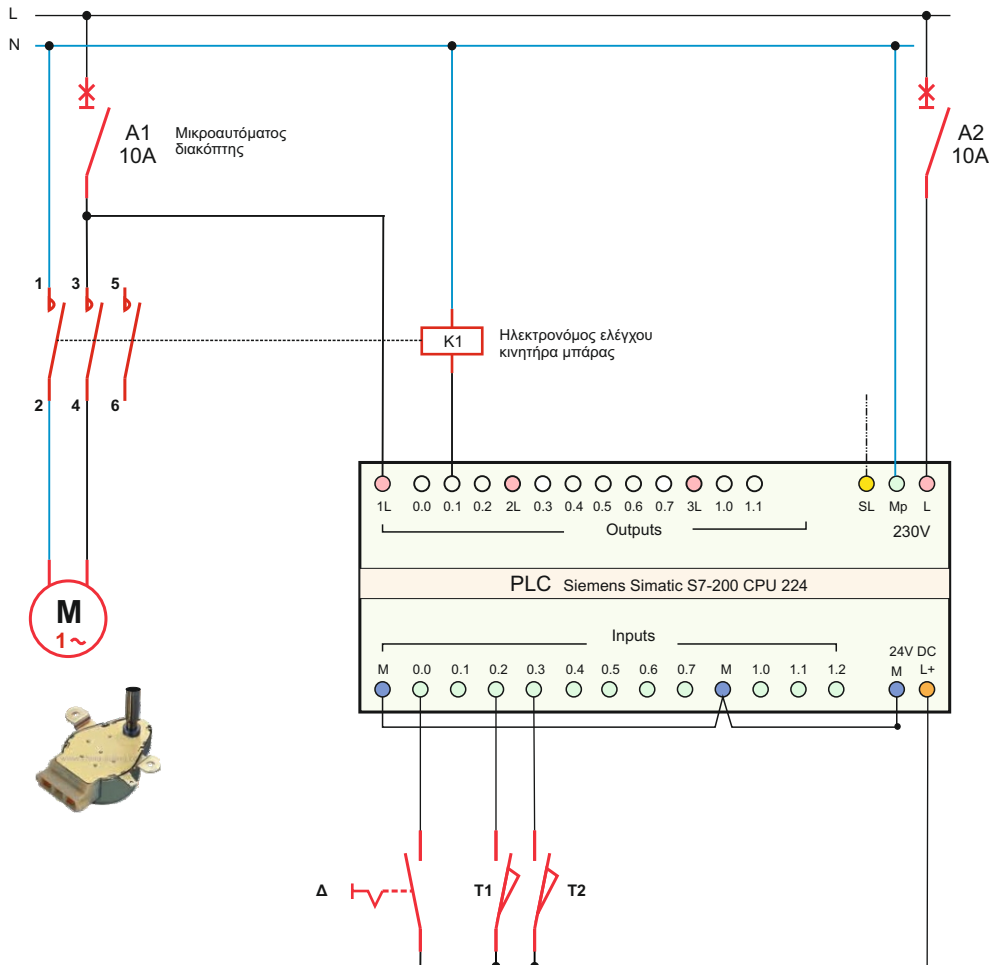 L
N
A1
10A
Μικροαυτόματος
διακόπτης
A2
10A
1 3 5
K1
Ηλεκτρονόμος ελέγχου
κινητήρα μπάρας
2 4 6
1L 0.0 0.1 0.2 2L 0.3 0.4 0.5 0.6 0.7 3L 1.0 1.1 SL Mp L
Outputs
230V
PLC Siemens Simatic S7-200 CPU 224
M
1~
Inputs
24V DC
M 0.0 0.1 0.2 0.3 0.4 0.5 0.6 0.7 M 1.0 1.1 1.2 M L+
Δ T1 T2